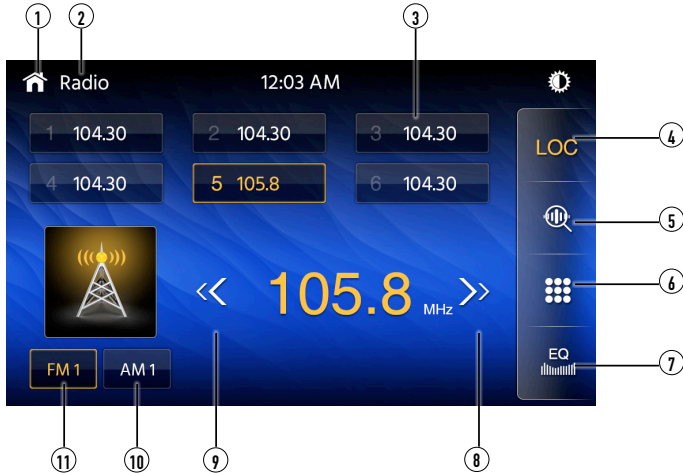 1 2 3
Radio 12:03 AM
1 104.30 2 104.30 3 104.30
LOC 4
4 104.30 5 105.8 6 104.30
5
105.8 MHz
6
EQ 7
FM 1 AM 1
11 10 9 8